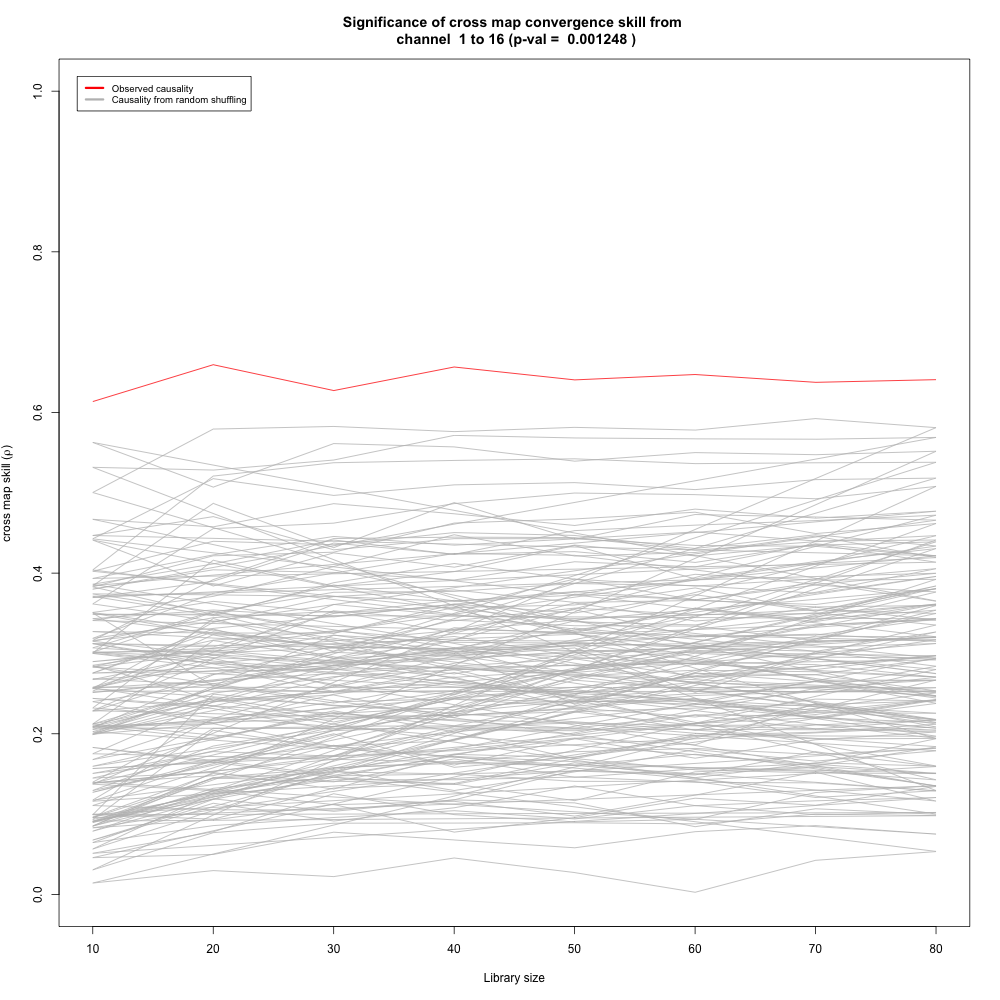 Significance of cross map convergence skill from
channel  1 to 16 (p-val =  0.001248 )
Observed causality
Causality from random shuffling
cross map skill (ρ)
1.0
0.8
0.6
0.4
0.2
0.0
10 20 30 40 50 60 70 80
Library size